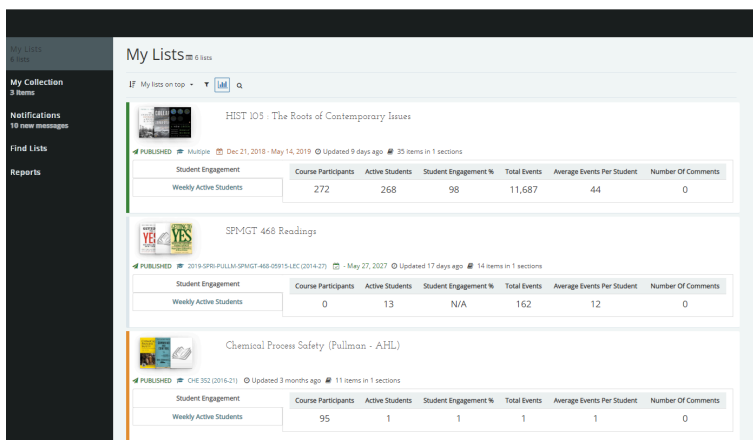 My Lists
6 lists
My Collection
3 items
Notifications
10 new messages
Find Lists
Reports
My Lists 6 lists
My lists on top
HIST 105 : The Roots of Contemporary Issues
PUBLISHED Multiple Dec 21, 2018 - May 14, 2019 Updated 9 days ago 35 items in 1 sections
Student Engagement
Weekly Active Students
Course Participants Active Students Student Engagement % Total Events Average Events Per Student Number Of Comments
272 268 98 11,687 44 0
YES
YES
SPMGT 468 Readings
PUBLISHED 2019-SPRI-PULLM-SPMGT-468-05915-LEC (2014-27) - May 27, 2027 Updated 17 days ago 14 items in 1 sections
Student Engagement
Weekly Active Students
Course Participants Active Students Student Engagement % Total Events Average Events Per Student Number Of Comments
0 13 N/A 162 12 0
Chemical Process Safety (Pullman - AHL)
PUBLISHED CHE 352 (2016-21) Updated 3 months ago 11 items in 1 sections
Student Engagement
Weekly Active Students
Course Participants Active Students Student Engagement % Total Events Average Events Per Student Number Of Comments
95 1 1 1 1 0